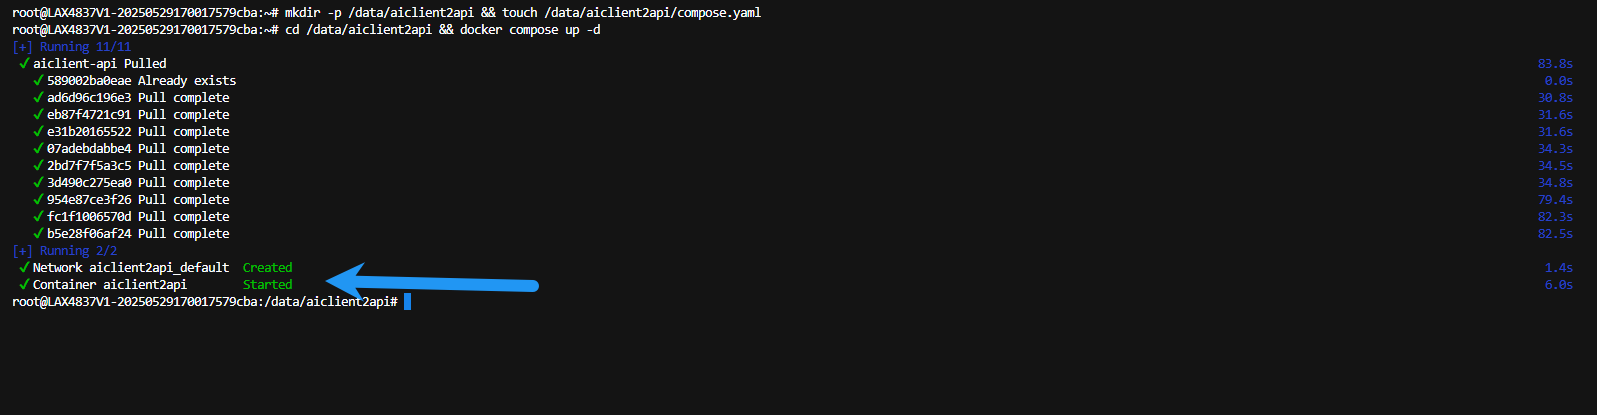 root@LAX4837V1-20250529170017579cba:~# mkdir -p /data/aiclient2api && touch /data/aiclient2api/compose.yaml
root@LAX4837V1-20250529170017579cba:~# cd /data/aiclient2api && docker compose up -d
[+] Running 11/11
✓ aiclient-api Pulled 83.8s
✓ 589002ba0eae Already exists 0.0s
✓ ad6d96c196e3 Pull complete 30.8s
✓ eb87f4721c91 Pull complete 31.6s
✓ e31b20165522 Pull complete 31.6s
✓ 07adebdabbe4 Pull complete 34.3s
✓ 2bd7f7f5a3c5 Pull complete 34.5s
✓ 3d490c275ea0 Pull complete 34.8s
✓ 954e87ce3f26 Pull complete 79.4s
✓ fc1f1006570d Pull complete 82.3s
✓ b5e28f06af24 Pull complete 82.5s
[+] Running 2/2
✓ Network aiclient2api_default Created 1.4s
✓ Container aiclient2api Started 6.0s
root@LAX4837V1-20250529170017579cba:/data/aiclient2api#